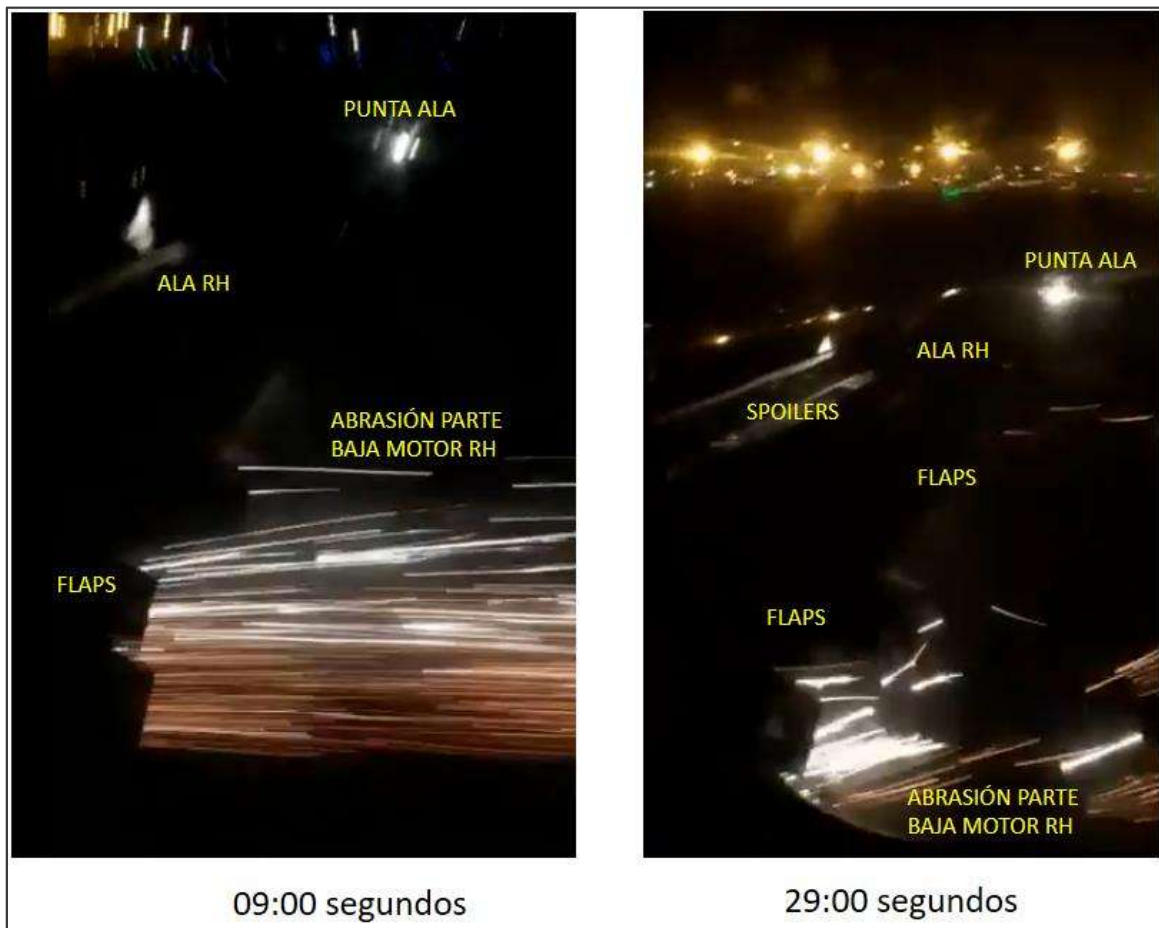 PUNTA ALA
ALA RH
ABRASIÓN PARTE
BAJA MOTOR RH
FLAPS
09:00 segundos
PUNTA ALA
ALA RH
SPOILERS
FLAPS
FLAPS
ABRASIÓN PARTE
BAJA MOTOR RH
29:00 segundos